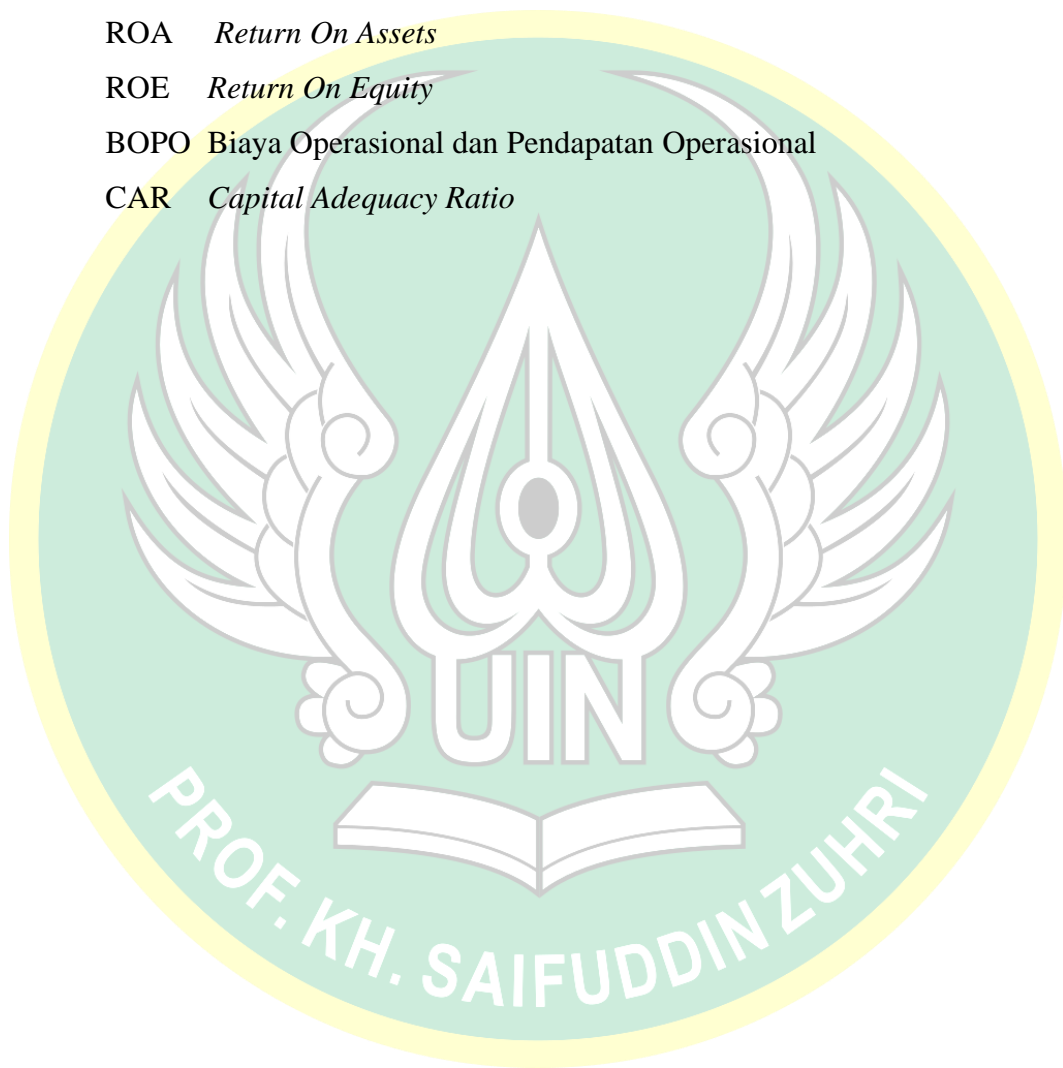 ROA Return On Assets
ROE Return On Equity
BOPO Biaya Operasional dan Pendapatan Operasional
CAR Capital Adequacy Ratio
UIN
PROF. KH. SAIFUDDIN ZUHRI